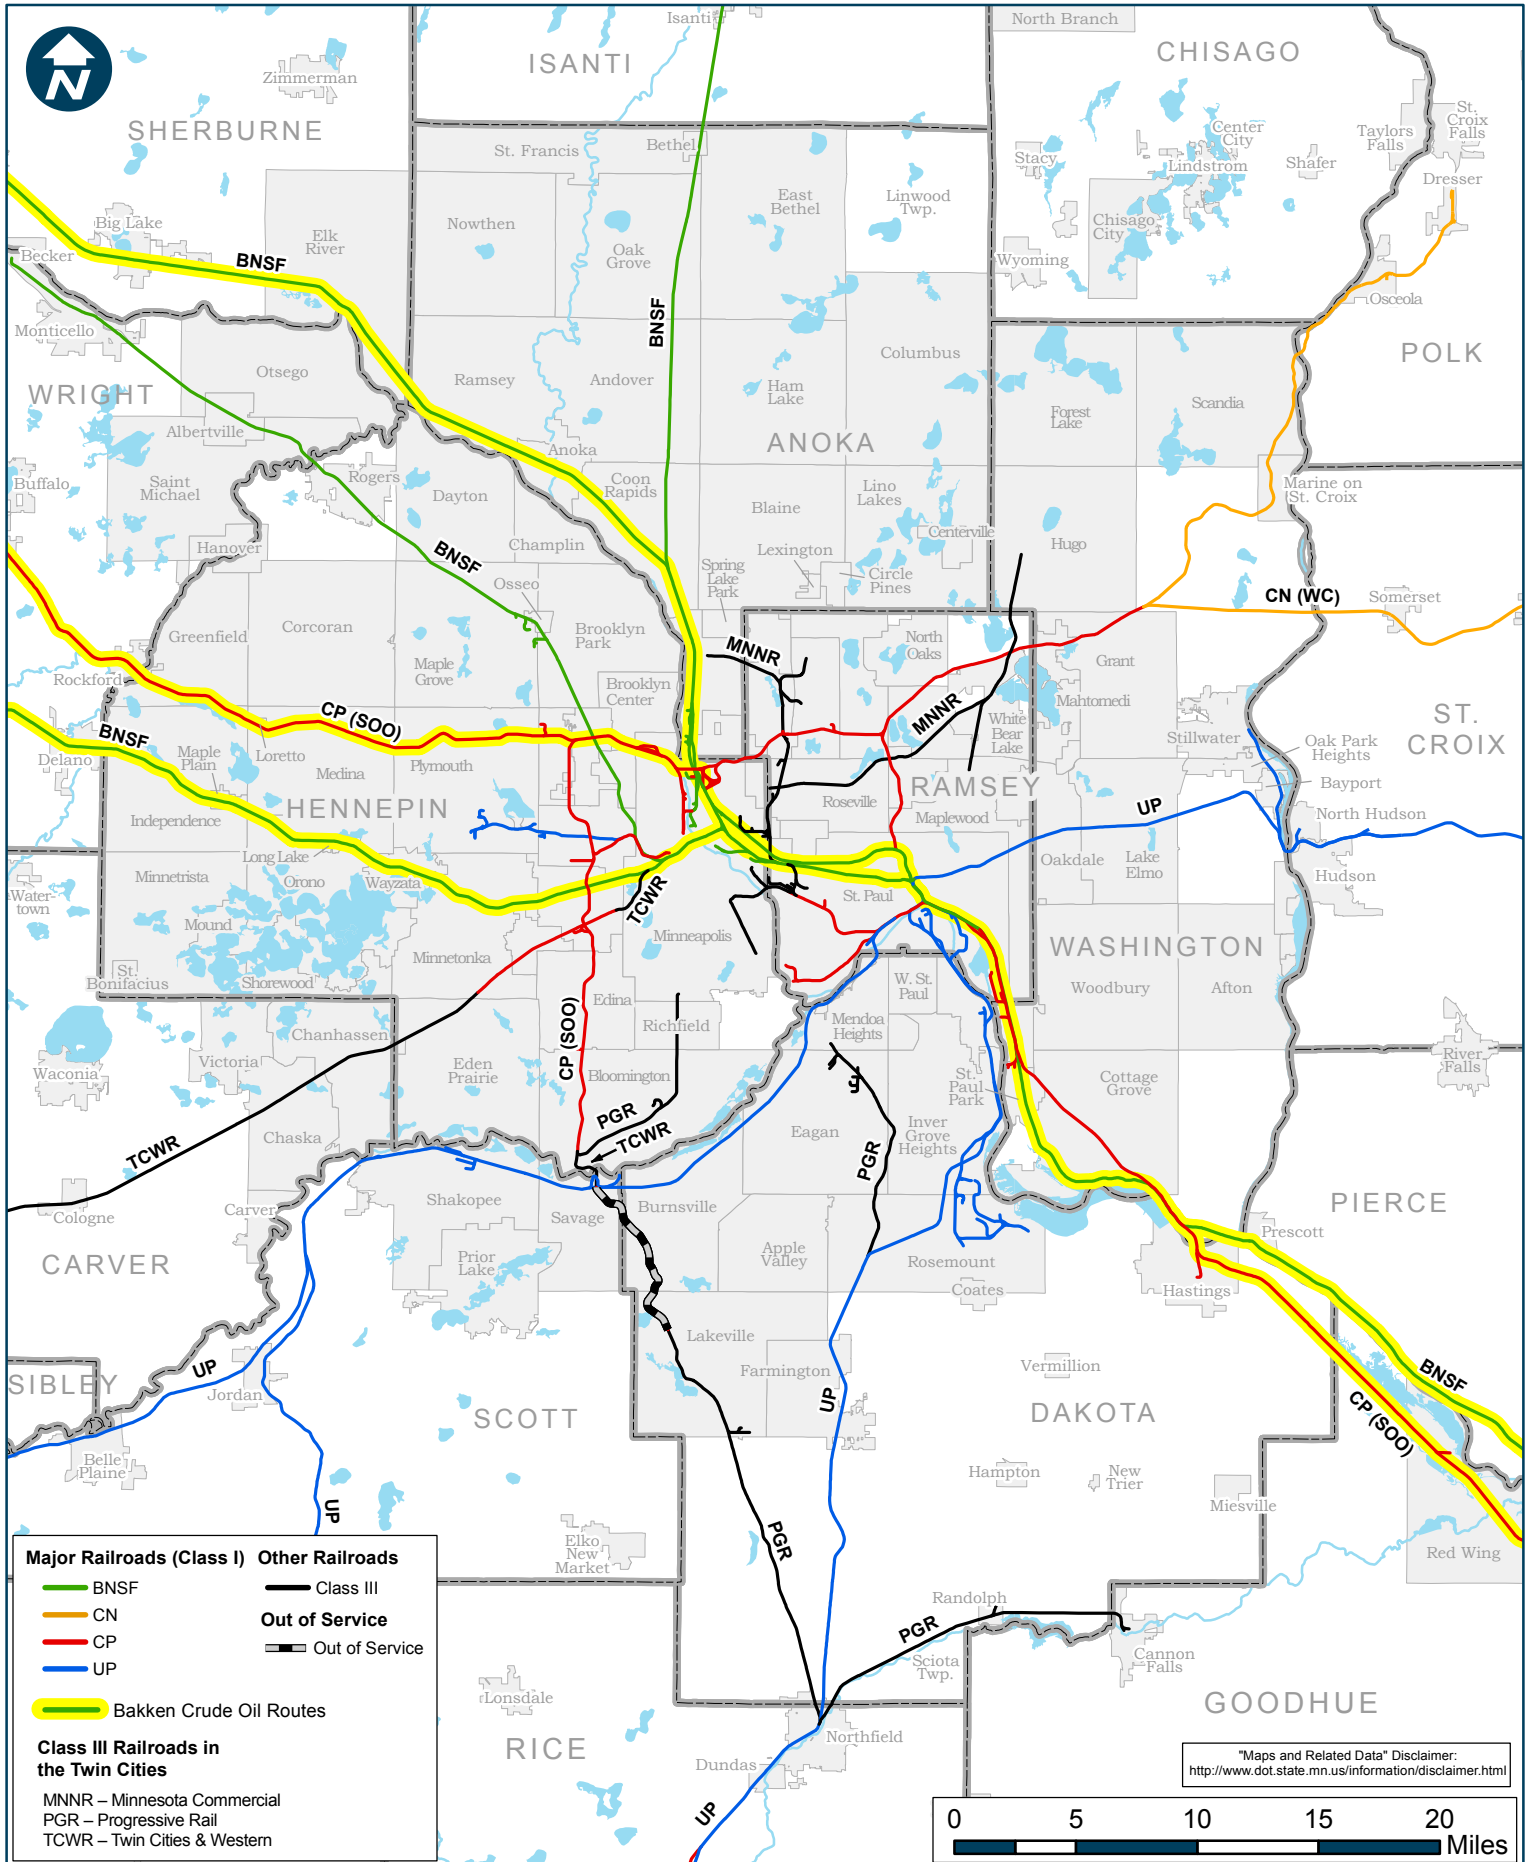 N
Isanti
North Branch
ISANTI
CHISAGO
Zimmerman
SHERBURNE
St. Francis
Bethel
Stacy
Center
City
Lindstrom
Shafer
Taylors
Falls
St.
Croix
Falls
Dresser
Big Lake
Elk
River
Nowthen
Oak
Grove
East
Bethel
Linwood
Twp.
Chisago
City
Becker
BNSF
Wyoming
Osceola
Monticello
BNSF
WRIGHT
Otsego
Ramsey
Andover
Ham
Lake
Columbus
Forest
Lake
Scandia
POLK
Albertville
Anoka
ANOKA
Buffalo
Saint
Michael
Rogers
Dayton
Coon
Rapids
Blaine
Lino
Lakes
Marine on
St. Croix
Hanover
BNSF
Champlin
Osseo
Spring
Lake
Park
Lexington
Circle
Pines
Centerville
Hugo
CN (WC)
Somerset
Greenfield
Corcoran
Maple
Grove
Brooklyn
Park
MNNR
North
Oaks
Grant
Rockford
Brooklyn
Center
Mahtomedi
MNNR
White
Bear
Lake
ST.
CROIX
CP (SOO)
BNSF
Delano
Maple
Plain
Loretto
Medina
Plymouth
Stillwater
Oak Park
Heights
Bayport
HENNEPIN
Independence
Roseville
RAMSEY
Maplewood
UP
North Hudson
Long Lake
Minnetrista
Orono
Wayzata
Oakdale
Lake
Elmo
Hudson
Water-
town
TCWR
St. Paul
Mound
Minneapolis
WASHINGTON
St.
Bonifacius
Shorewood
Minnetonka
W. St.
Paul
Woodbury
Afton
Edina
Richfield
Mendoa
Heights
Chanhassen
Victoria
CP (SOO)
Waconia
Eden
Prairie
Bloomington
St.
Paul
Park
Cottage
Grove
River
Falls
PGR
TCWR
Eagan
Inver
Grove
Heights
Chaska
TCWR
PGR
Cologne
Carver
Shakopee
Savage
Burnsville
PIERCE
Prescott
CARVER
Prior
Lake
Apple
Valley
Rosemount
Coates
Hastings
Lakeville
Farmington
Vermillion
BNSF
SIBLEY
UP
Jordan
UP
CP (SOO)
SCOTT
DAKOTA
Belle
Plaine
Hampton
New
Trier
Miesville
UP
PGR
Elko
New
Market
Red Wing
Randolph
PGR
Sciota
Twp.
Cannon
Falls
Lonsdale
GOODHUE
RICE
Northfield
Dundas
UP
Major Railroads (Class I)
BNSF
CN
CP
UP
Other Railroads
Class III
Out of Service
Out of Service
Bakken Crude Oil Routes
Class III Railroads in
the Twin Cities
MNNR – Minnesota Commercial
PGR – Progressive Rail
TCWR – Twin Cities & Western
"Maps and Related Data" Disclaimer:
http://www.dot.state.mn.us/information/disclaimer.html
0 5 10 15 20
Miles